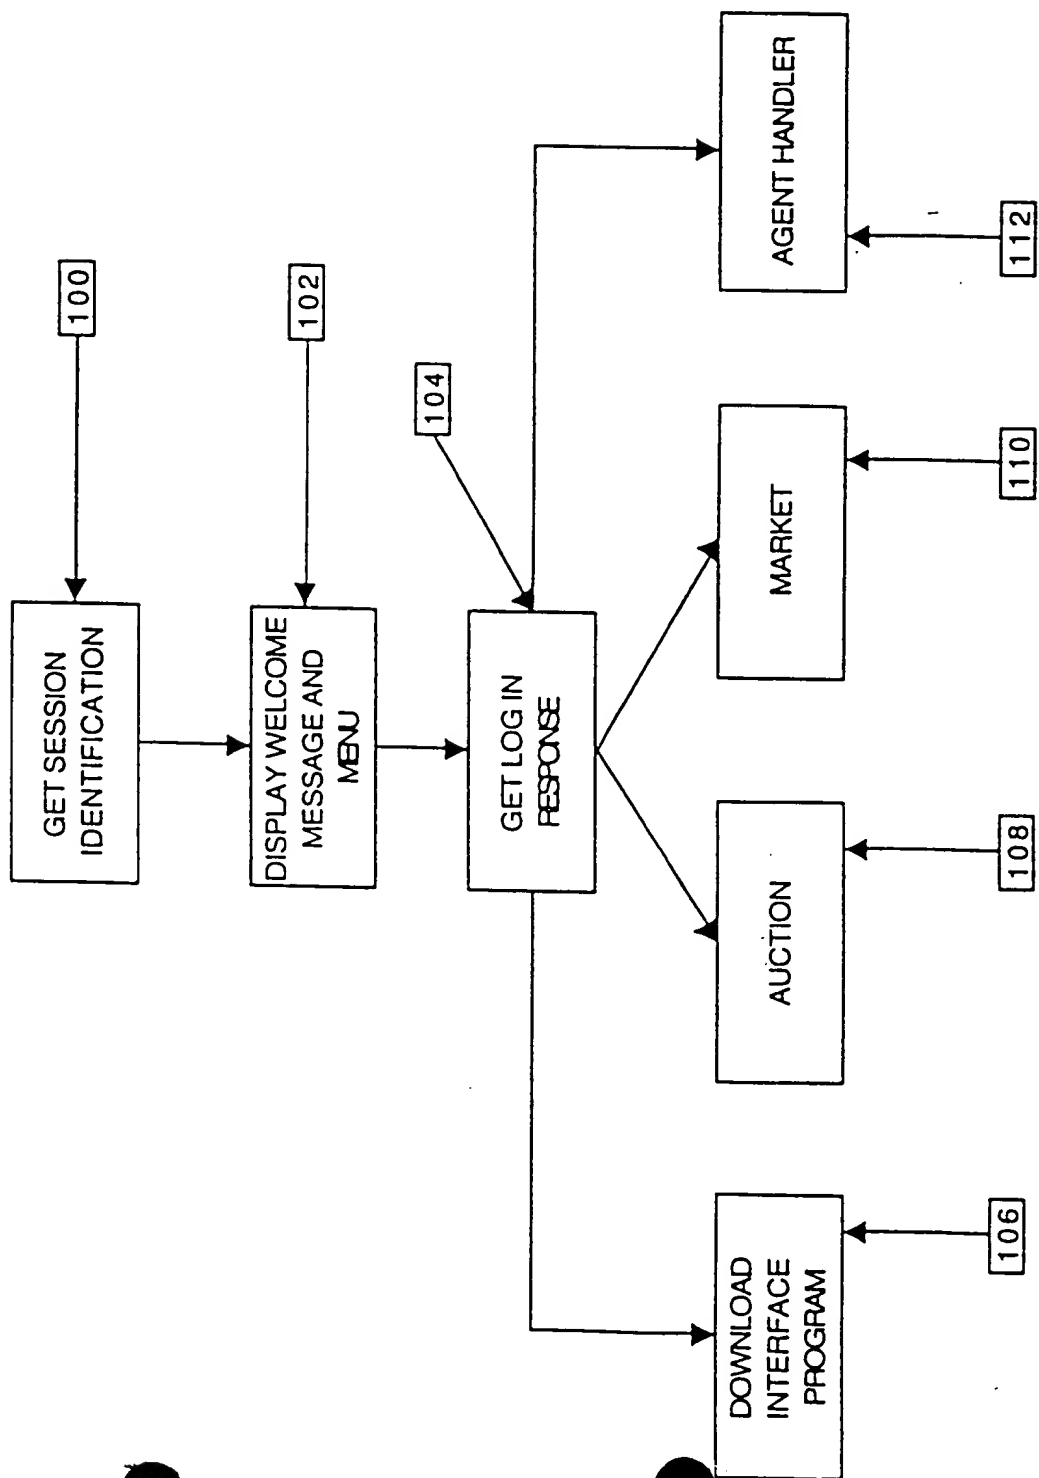 GET SESSION
IDENTIFICATION
100
DISPLAY WELCOME
MESSAGE AND
MENU
102
GET LOG IN
RESPONSE
104
DOWNLOAD
INTERFACE
PROGRAM
106
AUCTION
108
MARKET
110
AGENT HANDLER
112